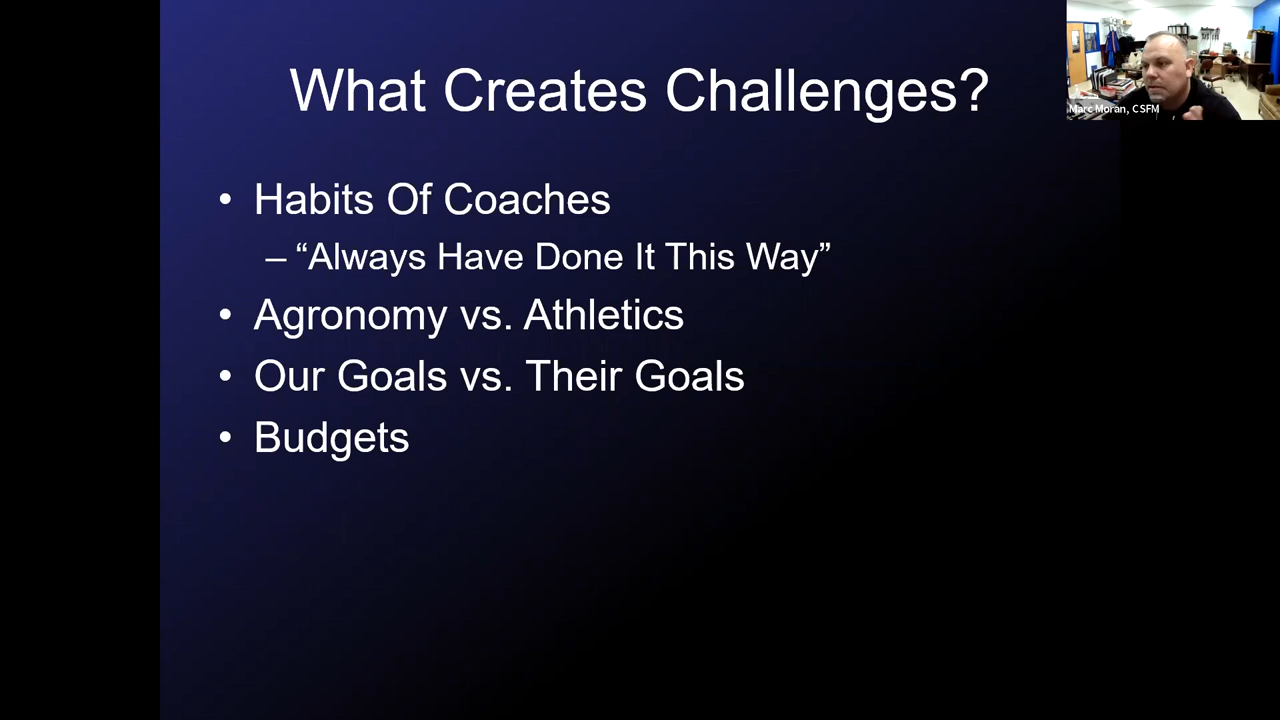 What Creates Challenges?
• Habits Of Coaches
– “Always Have Done It This Way”
• Agronomy vs. Athletics
• Our Goals vs. Their Goals
• Budgets
Marc Moran, CSFM